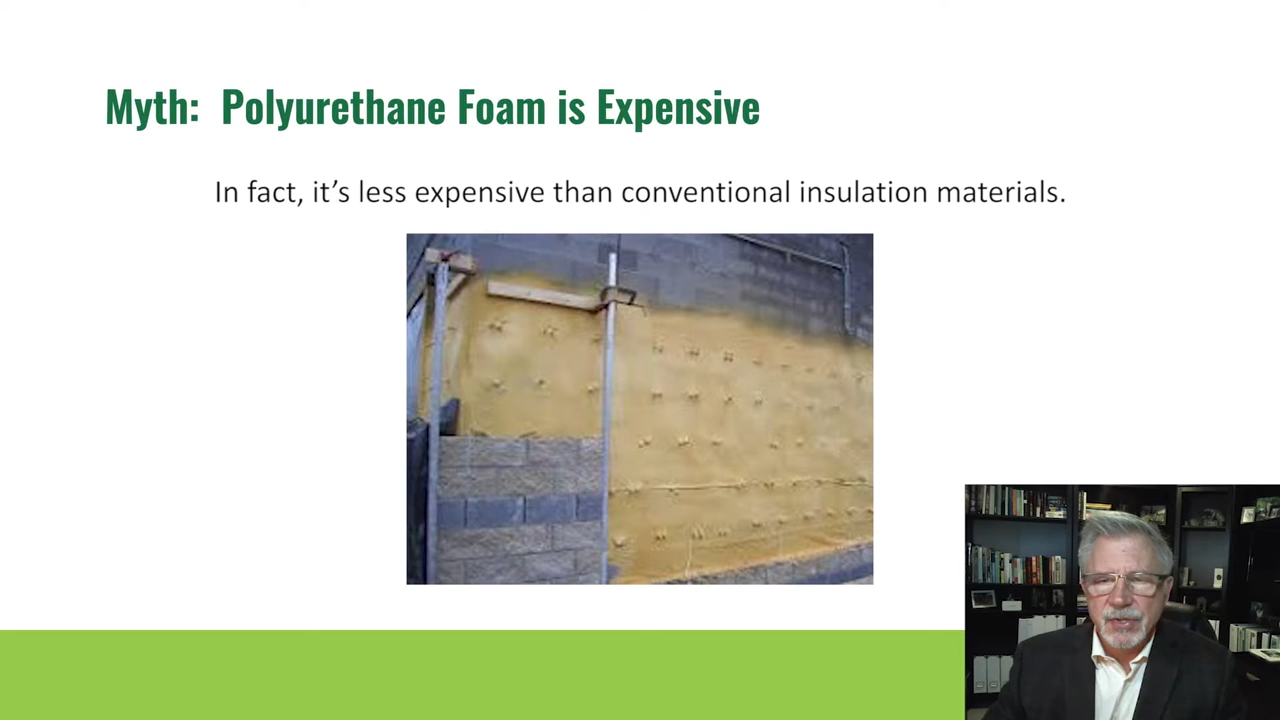 Myth: Polyurethane Foam is Expensive
In fact, it’s less expensive than conventional insulation materials.